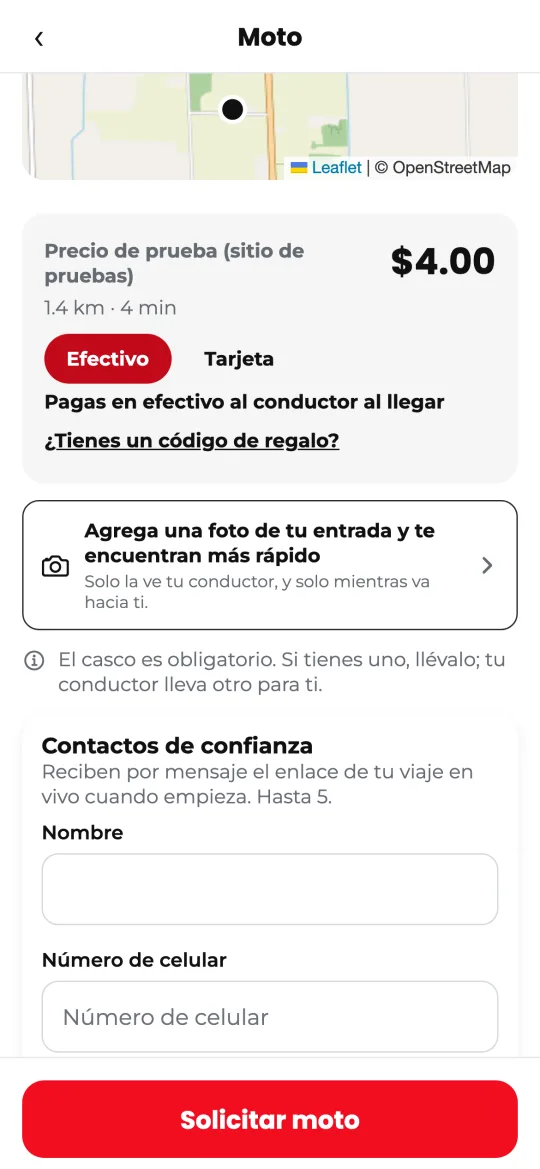 Moto
Leaflet | © OpenStreetMap
Precio de prueba (sitio de
pruebas)
$4.00
1.4 km · 4 min
Efectivo
Tarjeta
Pagas en efectivo al conductor al llegar
¿Tienes un código de regalo?
Agrega una foto de tu entrada y te
encuentran más rápido
Solo la ve tu conductor, y solo mientras va
hacia ti.
El casco es obligatorio. Si tienes uno, llévalo; tu
conductor lleva otro para ti.
Contactos de confianza
Reciben por mensaje el enlace de tu viaje en
vivo cuando empieza. Hasta 5.
Nombre
Número de celular
Número de celular
Solicitar moto